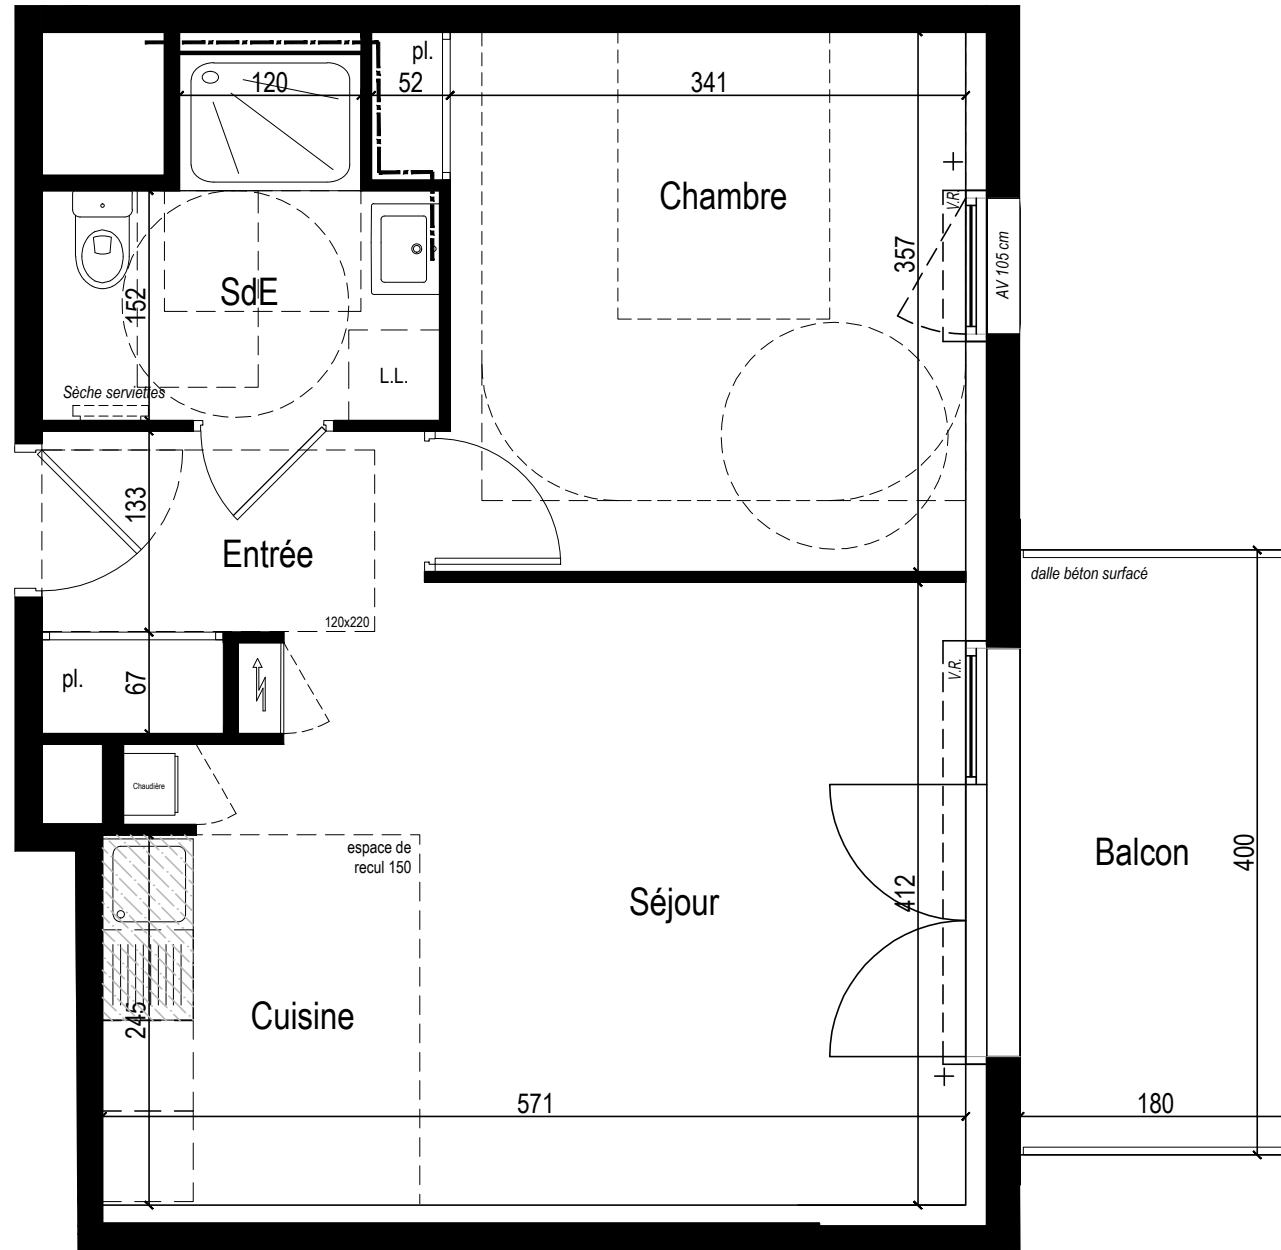 pl.
120
52
341
Chambre
V.R.
AV 105 cm
357
SdE
152
L.L.
Sèche serviettes
133
Entrée
120x220
dalle béton surfacé
pl.
67
V.R.
Chaudière
espace de
recul 150
Séjour
412
Balcon
400
Cuisine
245
571
180